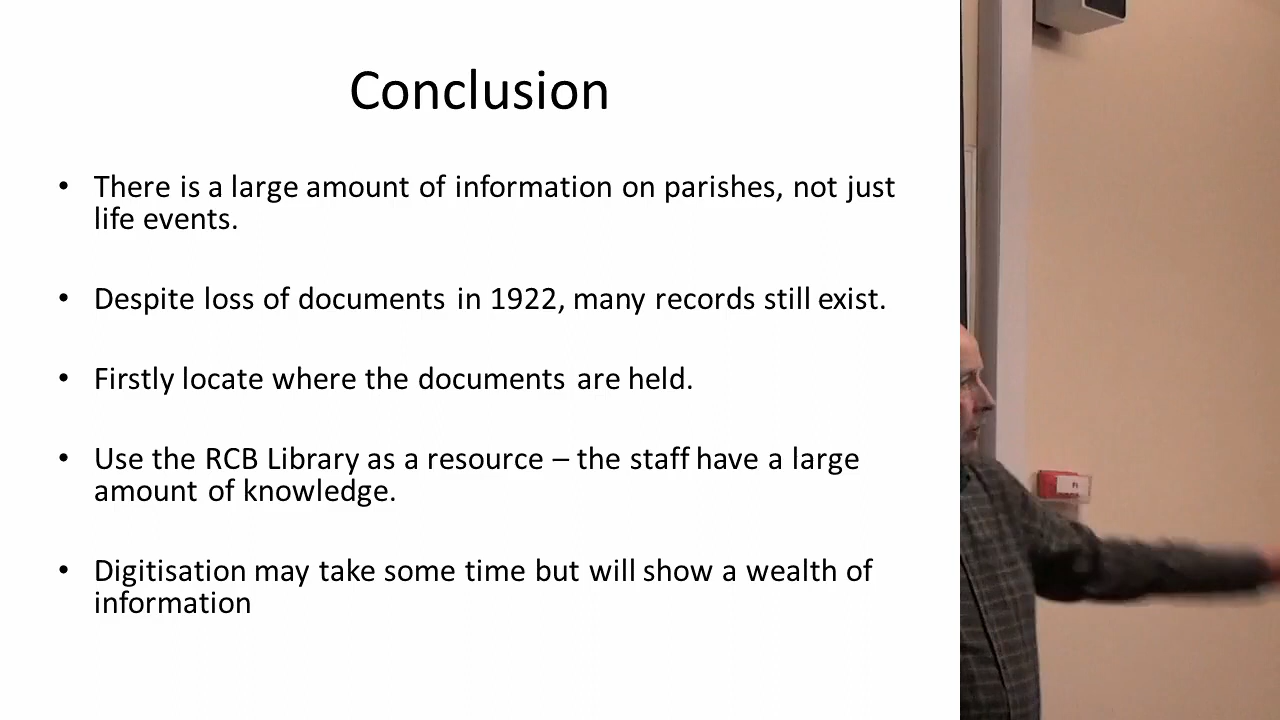 Conclusion
• There is a large amount of information on parishes, not just
life events.
• Despite loss of documents in 1922, many records still exist.
• Firstly locate where the documents are held.
• Use the RCB Library as a resource – the staff have a large
amount of knowledge.
• Digitisation may take some time but will show a wealth of
information